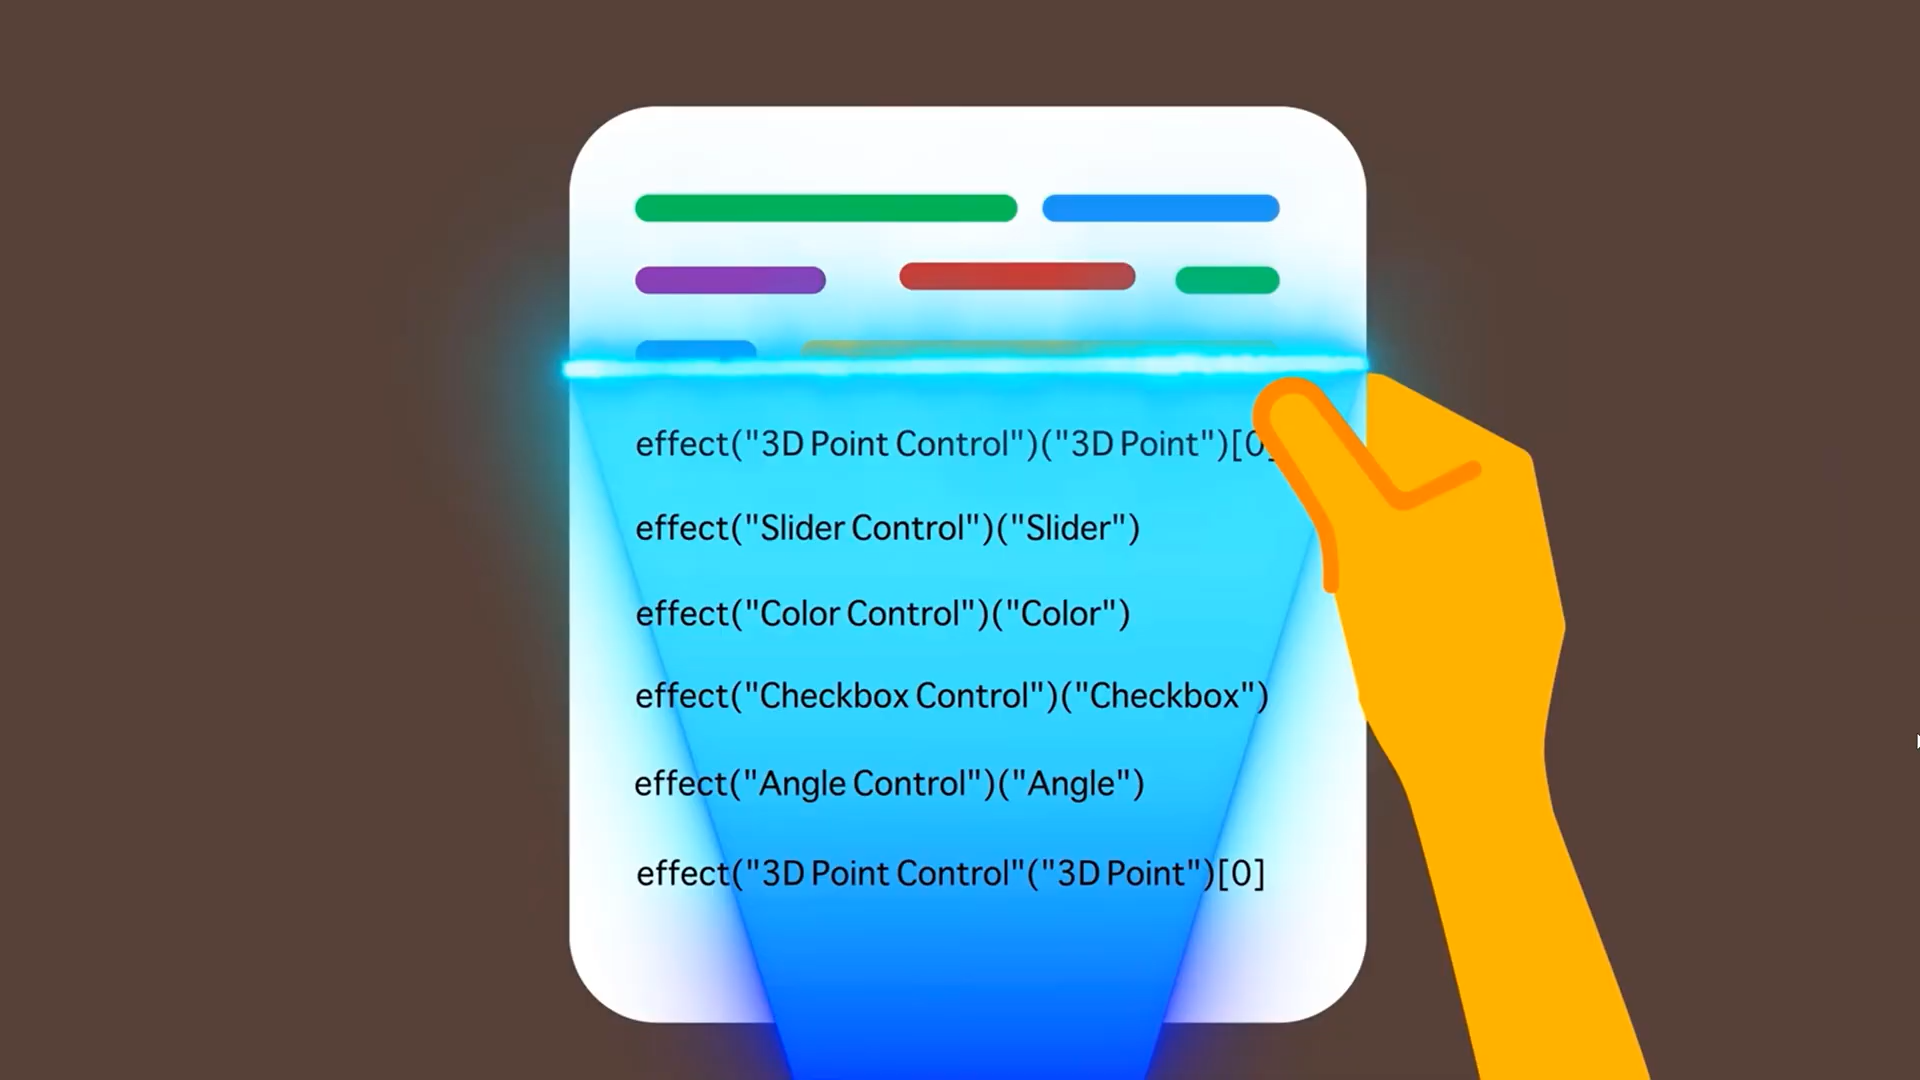 effect("3D Point Control")("3D Point")[0]
effect("Slider Control")("Slider")
effect("Color Control")("Color")
effect("Checkbox Control")("Checkbox")
effect("Angle Control")("Angle")
effect("3D Point Control"("3D Point")[0]